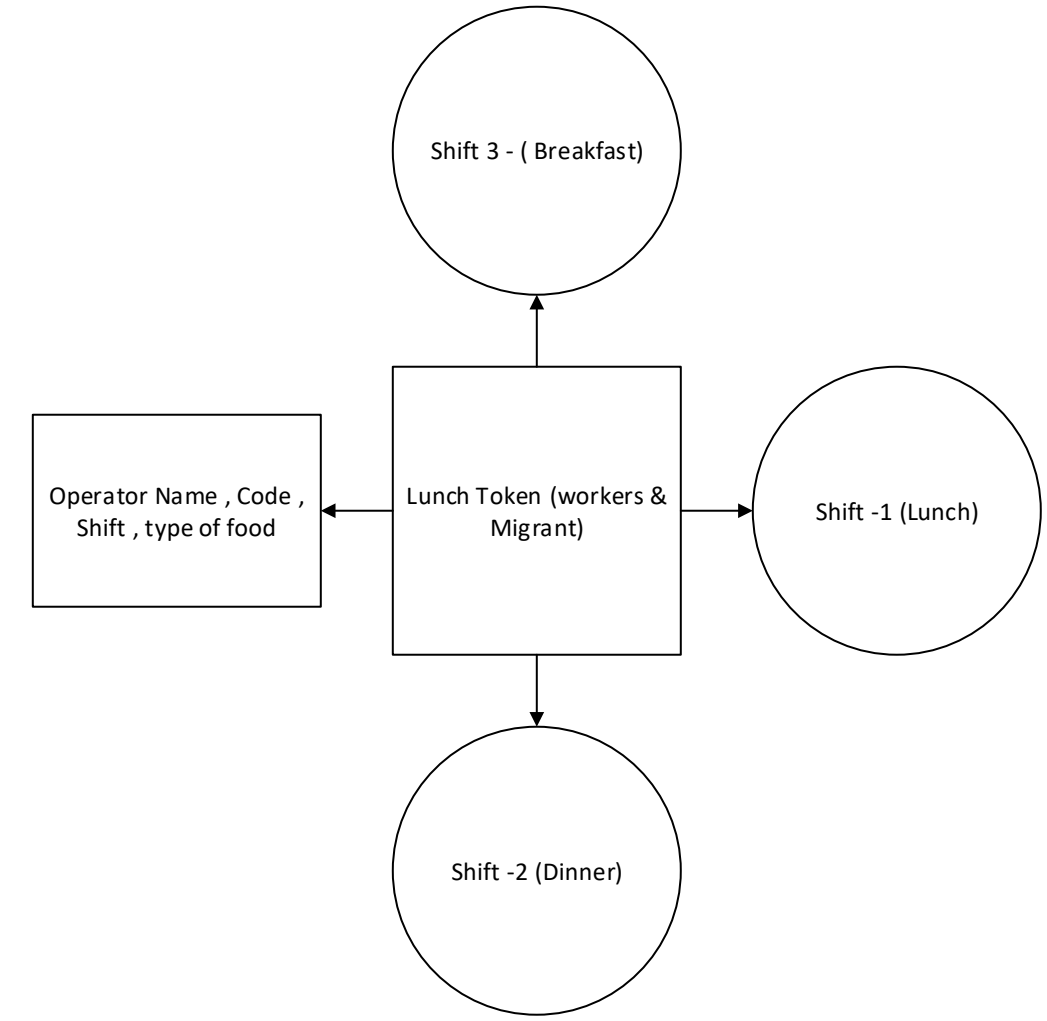 Shift 3 - ( Breakfast)
Operator Name , Code ,
Shift , type of food
Lunch Token (workers &
Migrant)
Shift -1 (Lunch)
Shift -2 (Dinner)